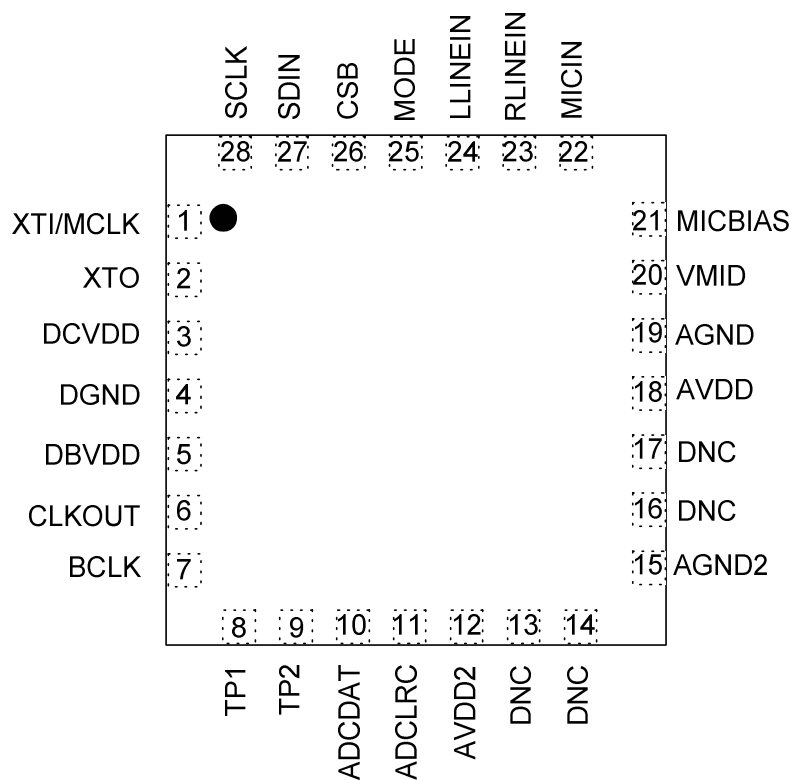 SCLK SDIN CSB MODE LLINEIN RLINEIN MICIN
28 27 26 25 24 23 22
XTI/MCLK 1 21 MICBIAS
XTO 2 20 VMID
DCVDD 3 19 AGND
DGND 4 18 AVDD
DBVDD 5 17 DNC
CLKOUT 6 16 DNC
BCLK 7 15 AGND2
8 9 10 11 12 13 14
TP1 TP2 ADCDAT ADCLRC AVDD2 DNC DNC